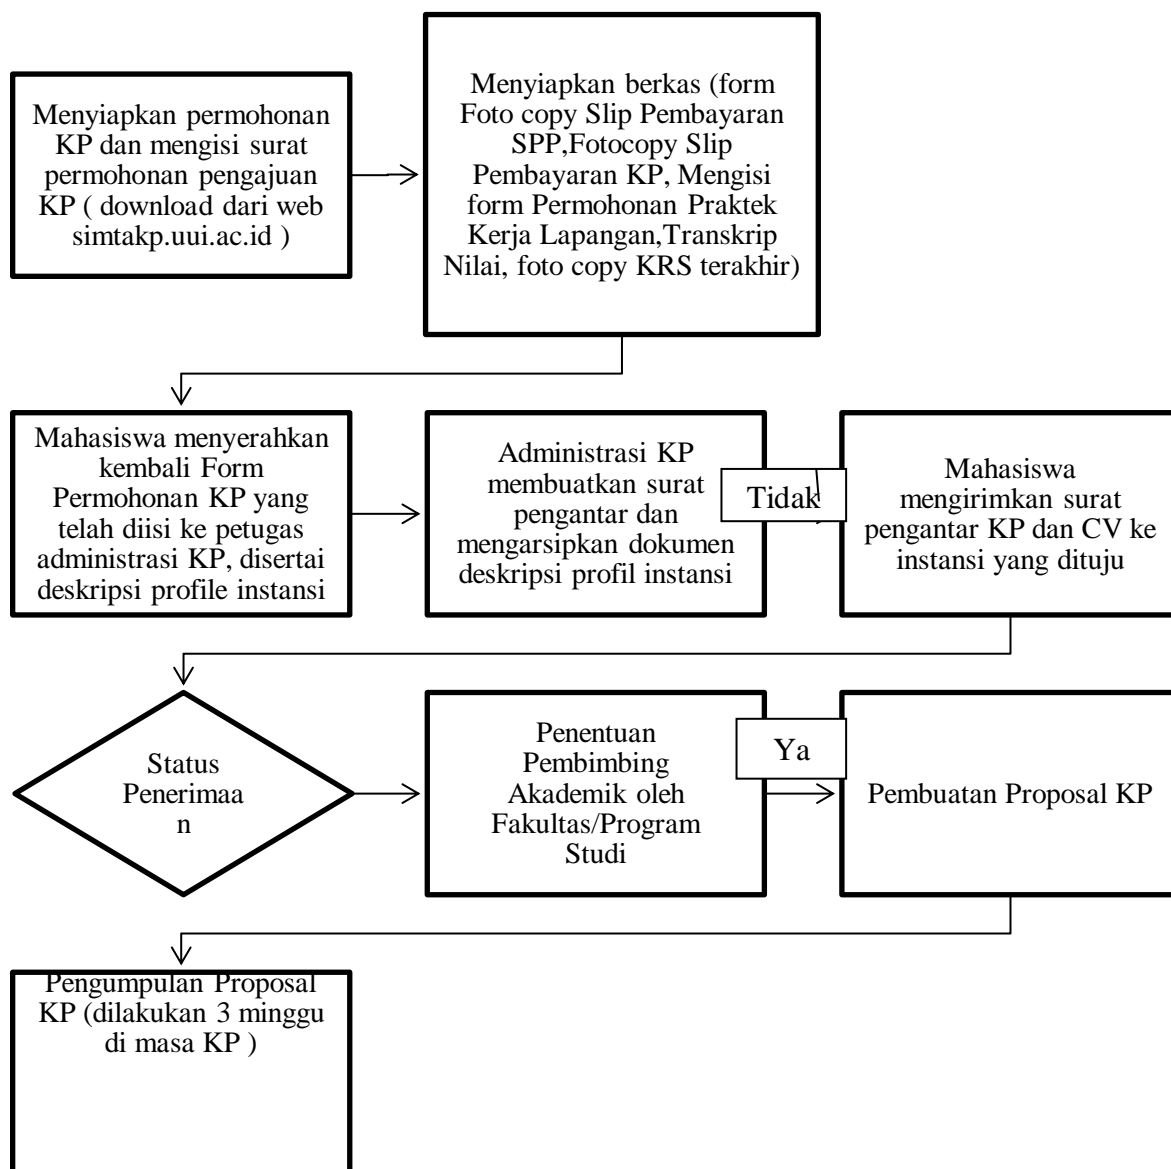 Menyiapkan permohonan
KP dan mengisi surat
permohonan pengajuan
KP ( download dari web
simtakp.uui.ac.id )
Menyiapkan berkas (form
Foto copy Slip Pembayaran
SPP,Fotocopy Slip
Pembayaran KP, Mengisi
form Permohonan Praktek
Kerja Lapangan,Transkrip
Nilai, foto copy KRS terakhir)
Mahasiswa menyerahkan
kembali Form
Permohonan KP yang
telah diisi ke petugas
administrasi KP, disertai
deskripsi profile instansi
Administrasi KP
membuatkan surat
pengantar dan
mengarsipkan dokumen
deskripsi profil instansi
Tidak
Mahasiswa
mengirimkan surat
pengantar KP dan CV ke
instansi yang dituju
Status
Penerimaa
n
Penentuan
Pembimbing
Akademik oleh
Fakultas/Program
Studi
Ya
Pembuatan Proposal KP
Pengumpulan Proposal
KP (dilakukan 3 minggu
di masa KP )